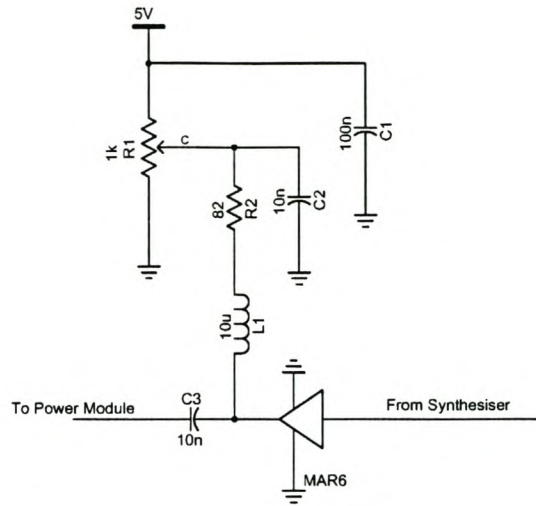 5V
1k
R1
C
100n
C1
82
R2
10n
C2
10u
L1
C3
10n
To Power Module
From Synthesiser
MAR6